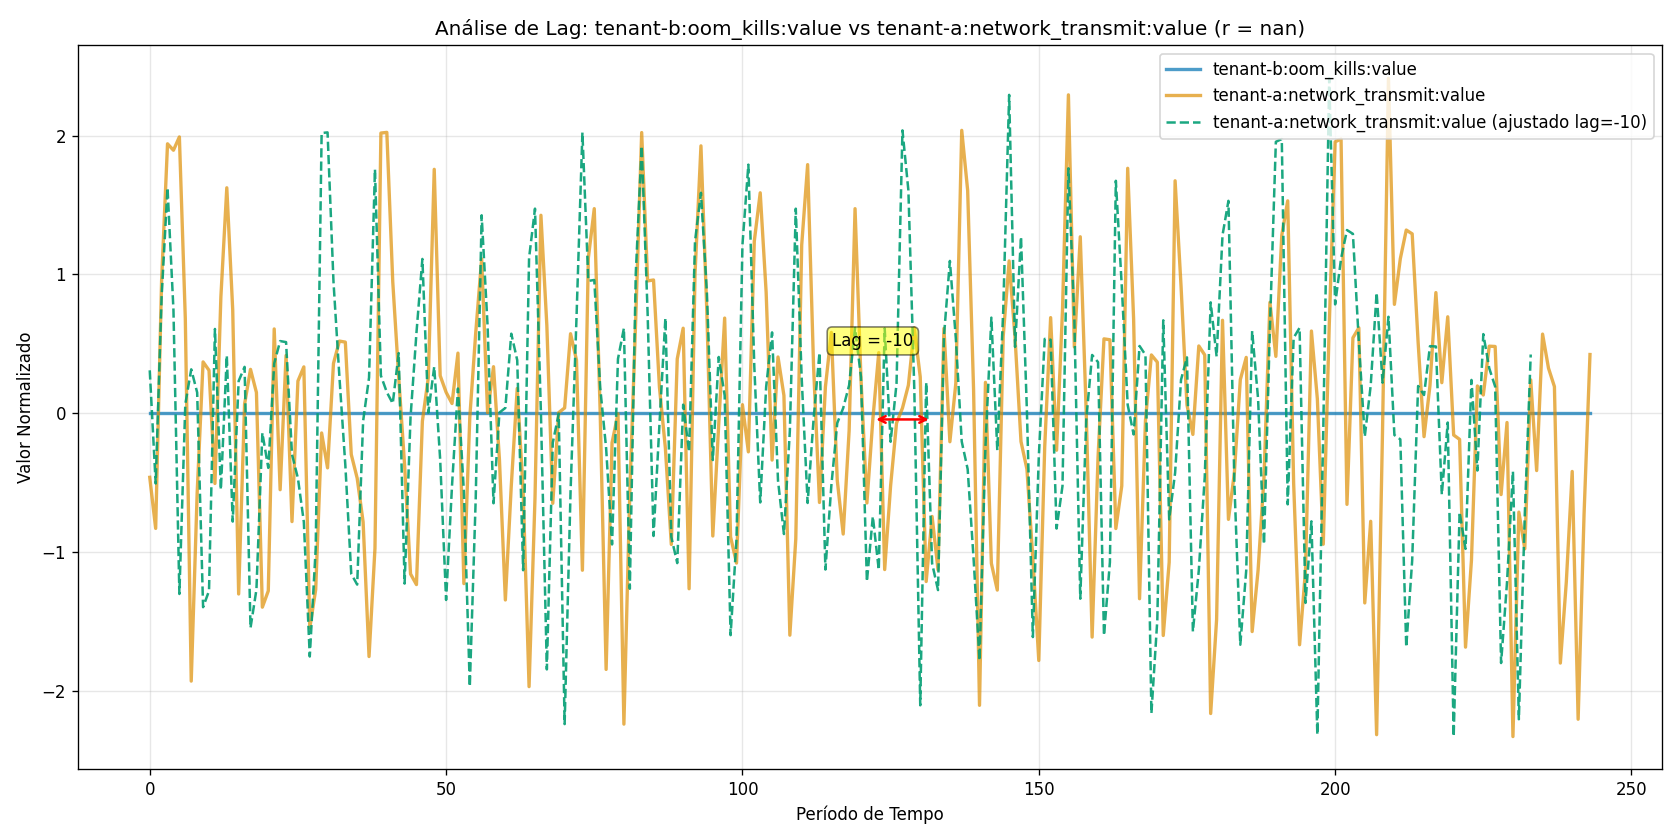 Análise de Lag: tenant-b:oom_kills:value vs tenant-a:network_transmit:value (r = nan)
tenant-b:oom_kills:value
tenant-a:network_transmit:value
tenant-a:network_transmit:value (ajustado lag=-10)
Valor Normalizado
2
1
0
−1
−2
Lag = -10
0
50
100
150
200
250
Período de Tempo